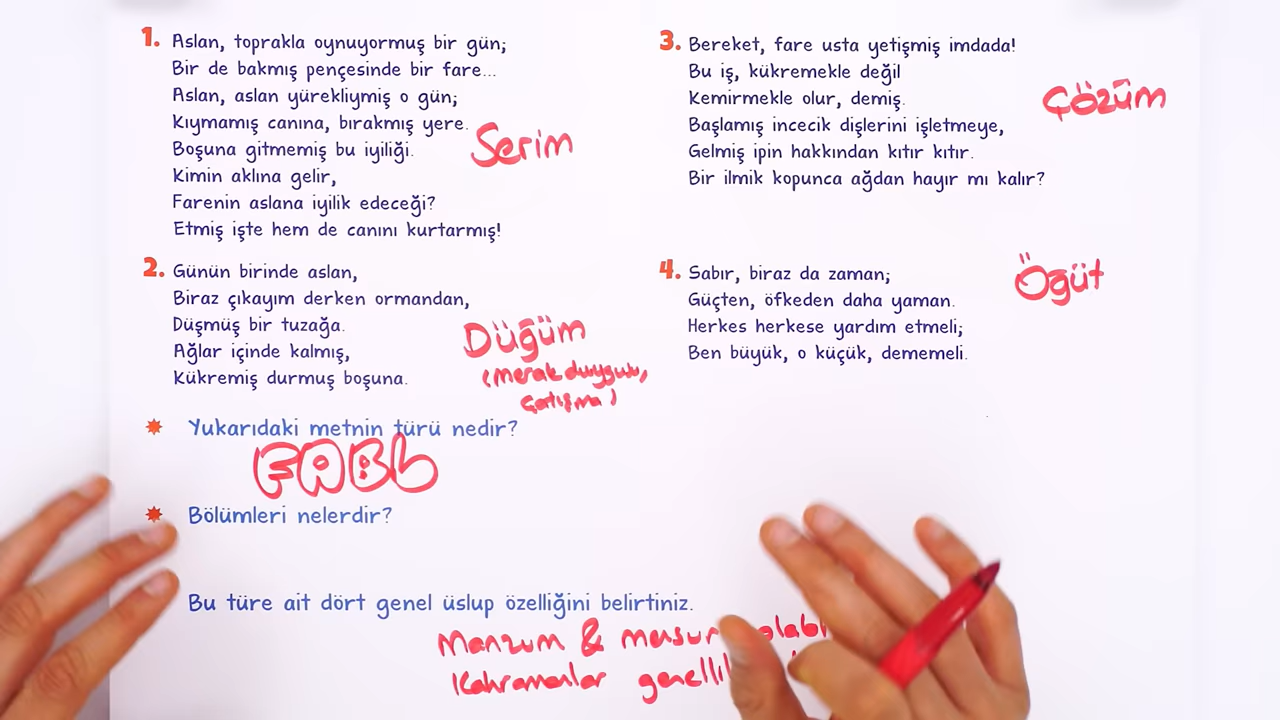 1. Aslan, toprakla oynuyormuş bir gün;
Bir de bakmış pençesinde bir fare...
Aslan, aslan yürekliymiş o gün;
Kıymamış canına, bırakmış yere.
Boşuna gitmemiş bu iyiliği.
Kimin aklına gelir,
Farenin aslana iyilik edeceği?
Etmiş işte hem de canını kurtarmış!
Serim
2. Günün birinde aslan,
Biraz çıkayım derken ormandan,
Düşmüş bir tuzağa.
Ağlar içinde kalmış,
Kükremiş durmuş boşuna.
Düğüm
(merak duygusu,
çatışma)
3. Bereket, fare usta yetişmiş imdada!
Bu iş, kükremekle değil
Kemirmekle olur, demiş.
Başlamış incecik dişlerini işletmeye,
Gelmiş ipin hakkından kıtır kıtır.
Bir ilmik kopunca ağdan hayır mı kalır?
Çözüm
4. Sabır, biraz da zaman;
Güçten, öfkeden daha yaman.
Herkes herkese yardım etmeli;
Ben büyük, o küçük, dememeli.
Öğüt
Yukarıdaki metnin türü nedir?
FABL
Bölümleri nelerdir?
Bu türe ait dört genel üslup özelliğini belirtiniz.
Manzum &
Kahramanlar